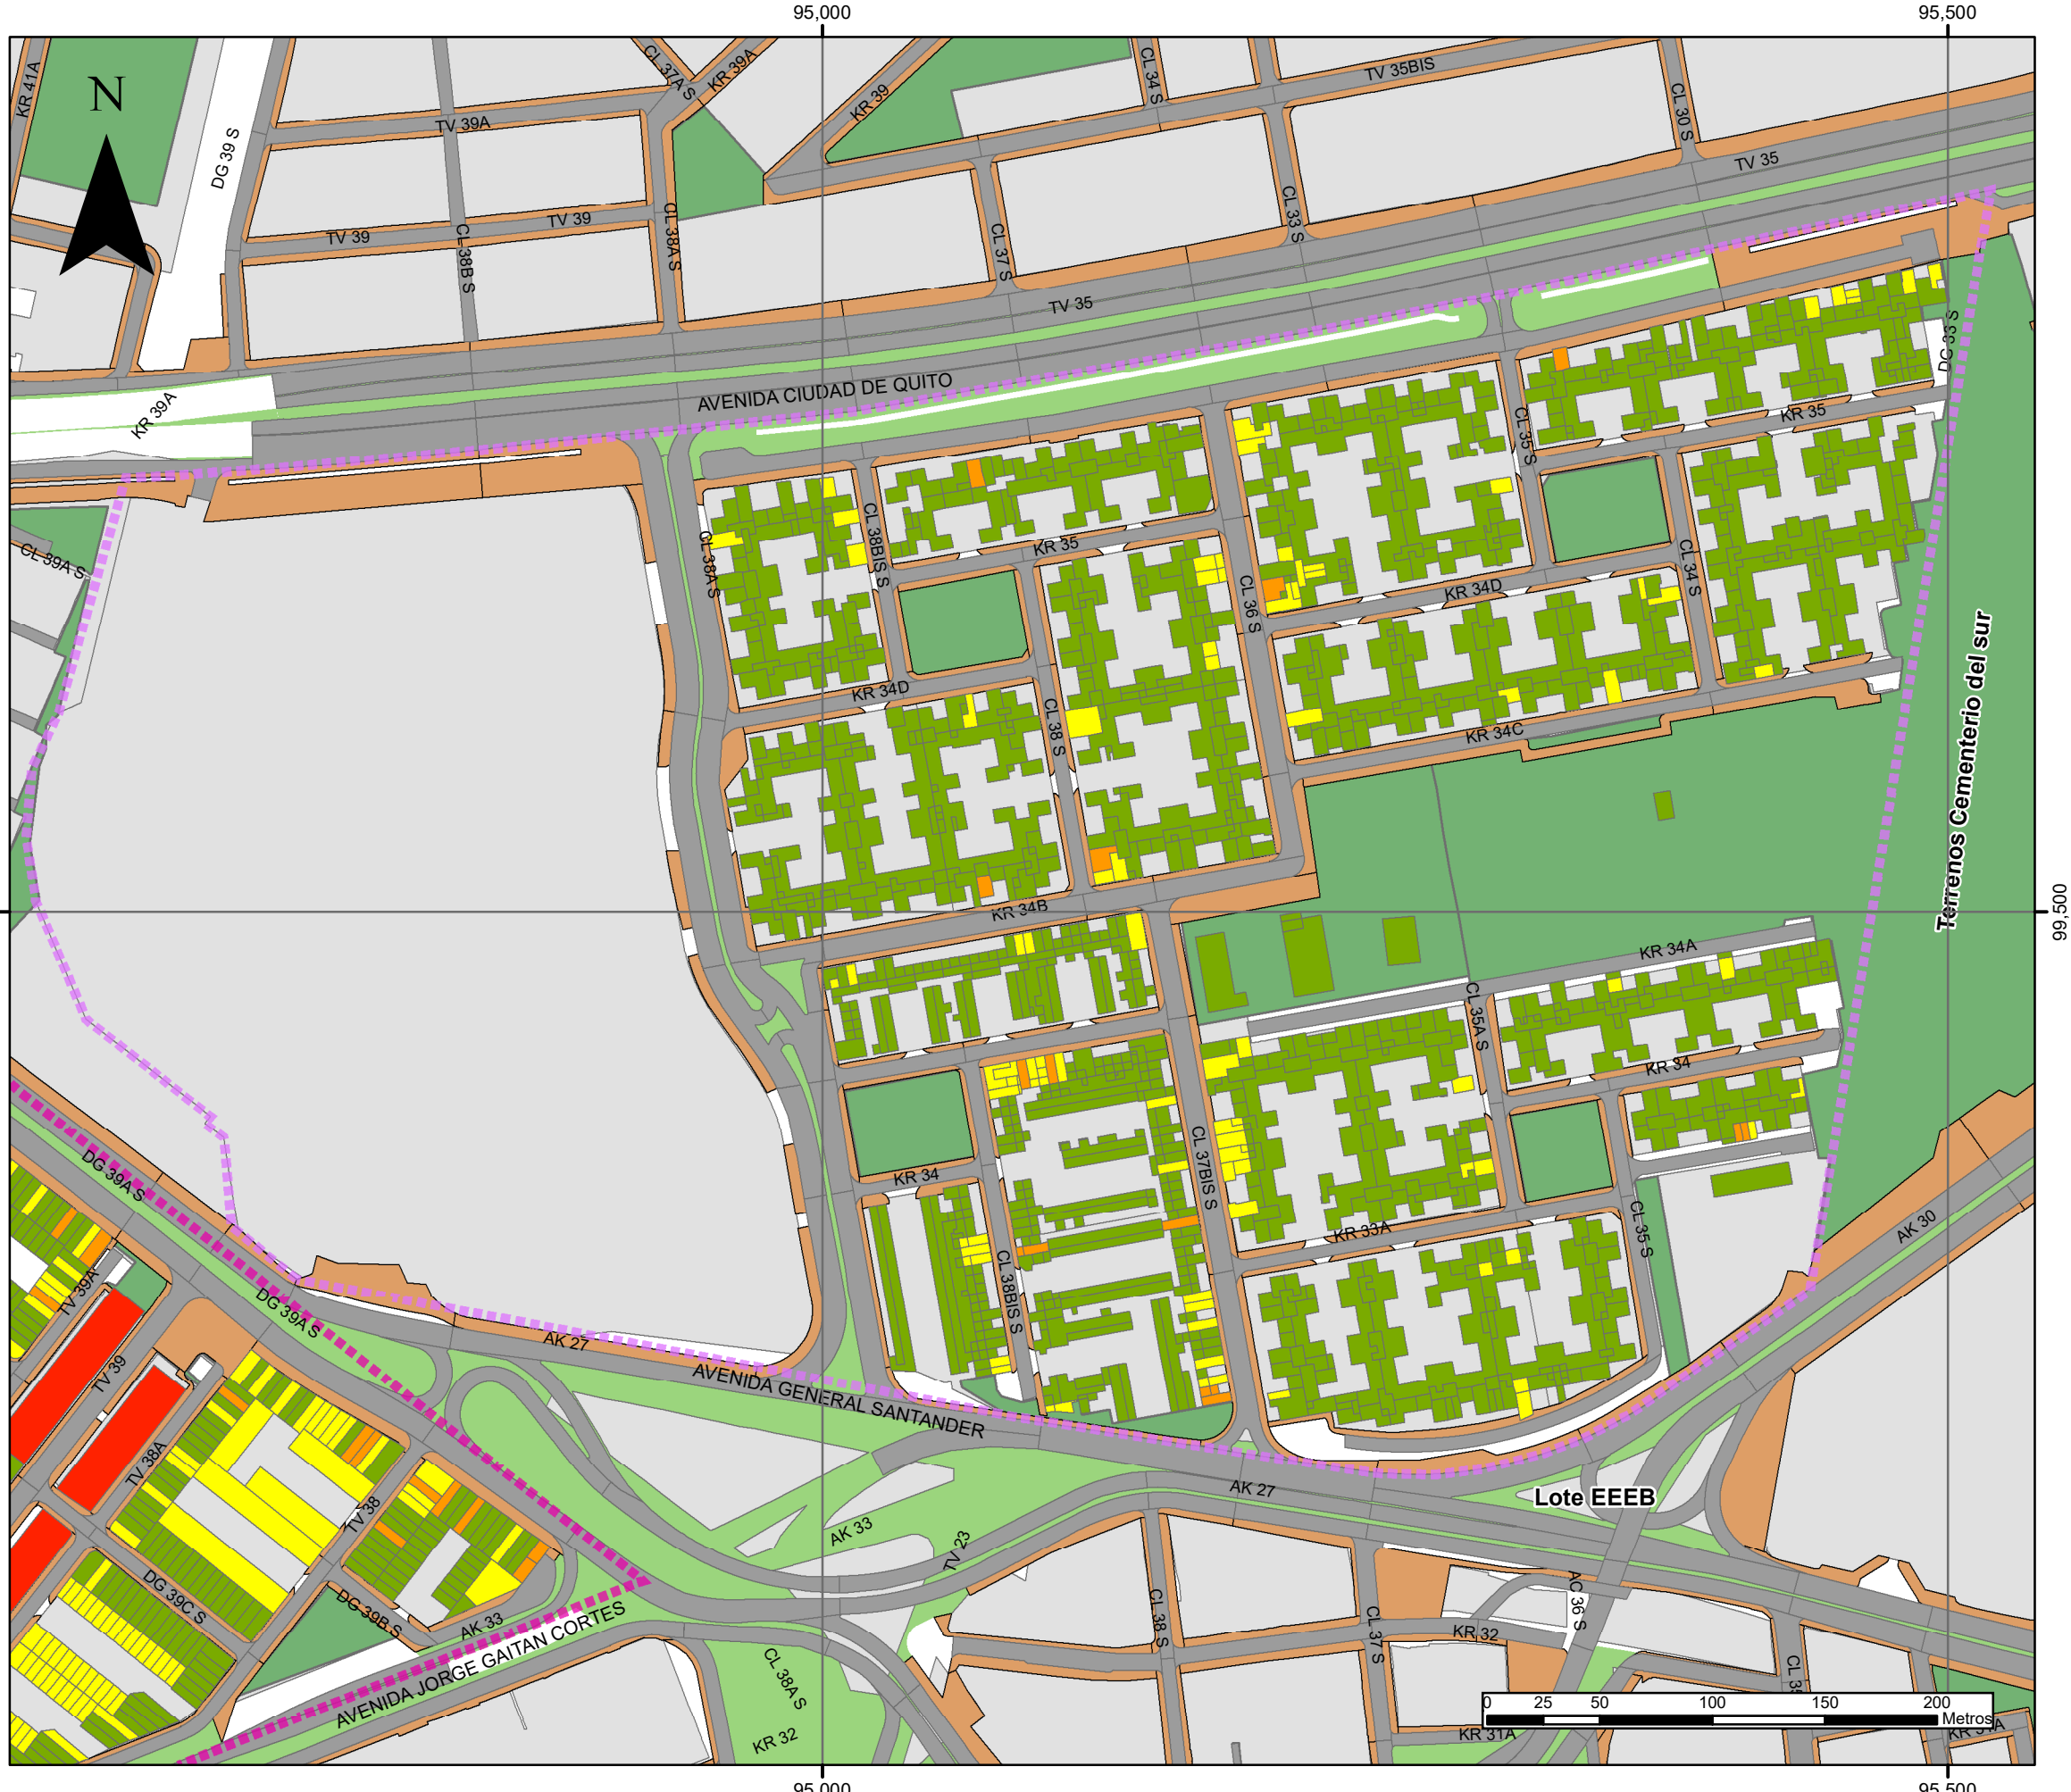 95,000
95,500
N
KR 41A
DG 39 S
CL 37A S
KR 39A
KR 39
CL 34 S
TV 35BIS
CL 30 S
TV 39A
TV 35
TV 39
TV 39
CL 38B S
CL 38A S
CL 37 S
CL 33 S
TV 35
AVENIDA CIUDAD DE QUITO
KR 39A
DG 33 S
KR 35
CL 35 S
CL 39A S
CL 38A S
CL 38BIS S
KR 35
CL 36 S
KR 34D
CL 34 S
KR 34D
CL 38 S
KR 34C
Terrenos Cementerio del sur
KR 34B
99,500
KR 34A
CL 35A S
KR 34
DG 39A S
KR 34
CL 37BIS S
KR 33A
CL 35 S
AK 30
TV 39A
DG 39A S
CL 38BIS S
AK 27
TV 39
AVENIDA GENERAL SANTANDER
TV 38A
AK 27
Lote EEEB
TV 38
AK 33
TV 23
DG 39C S
DG 39B S
AK 33
AC 36 S
CL 38 S
CL 37 S
KR 32
AVENIDA JORGE GAITAN CORTES
CL 38A S
CL 35
KR 32
KR 31A
KR 31A
0 25 50 100 150 200
Metros
95,000
95,500